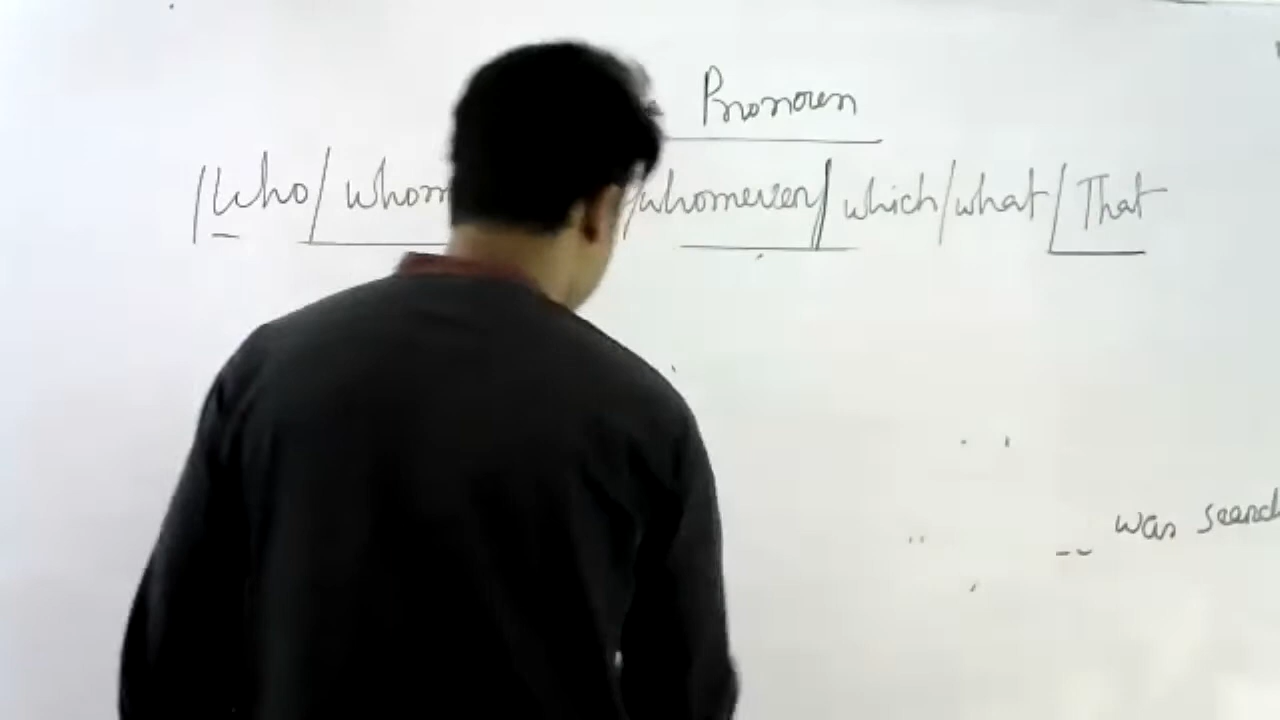 Pronoun
/ Who / whom /whomever/ which/what/ That
-- was search